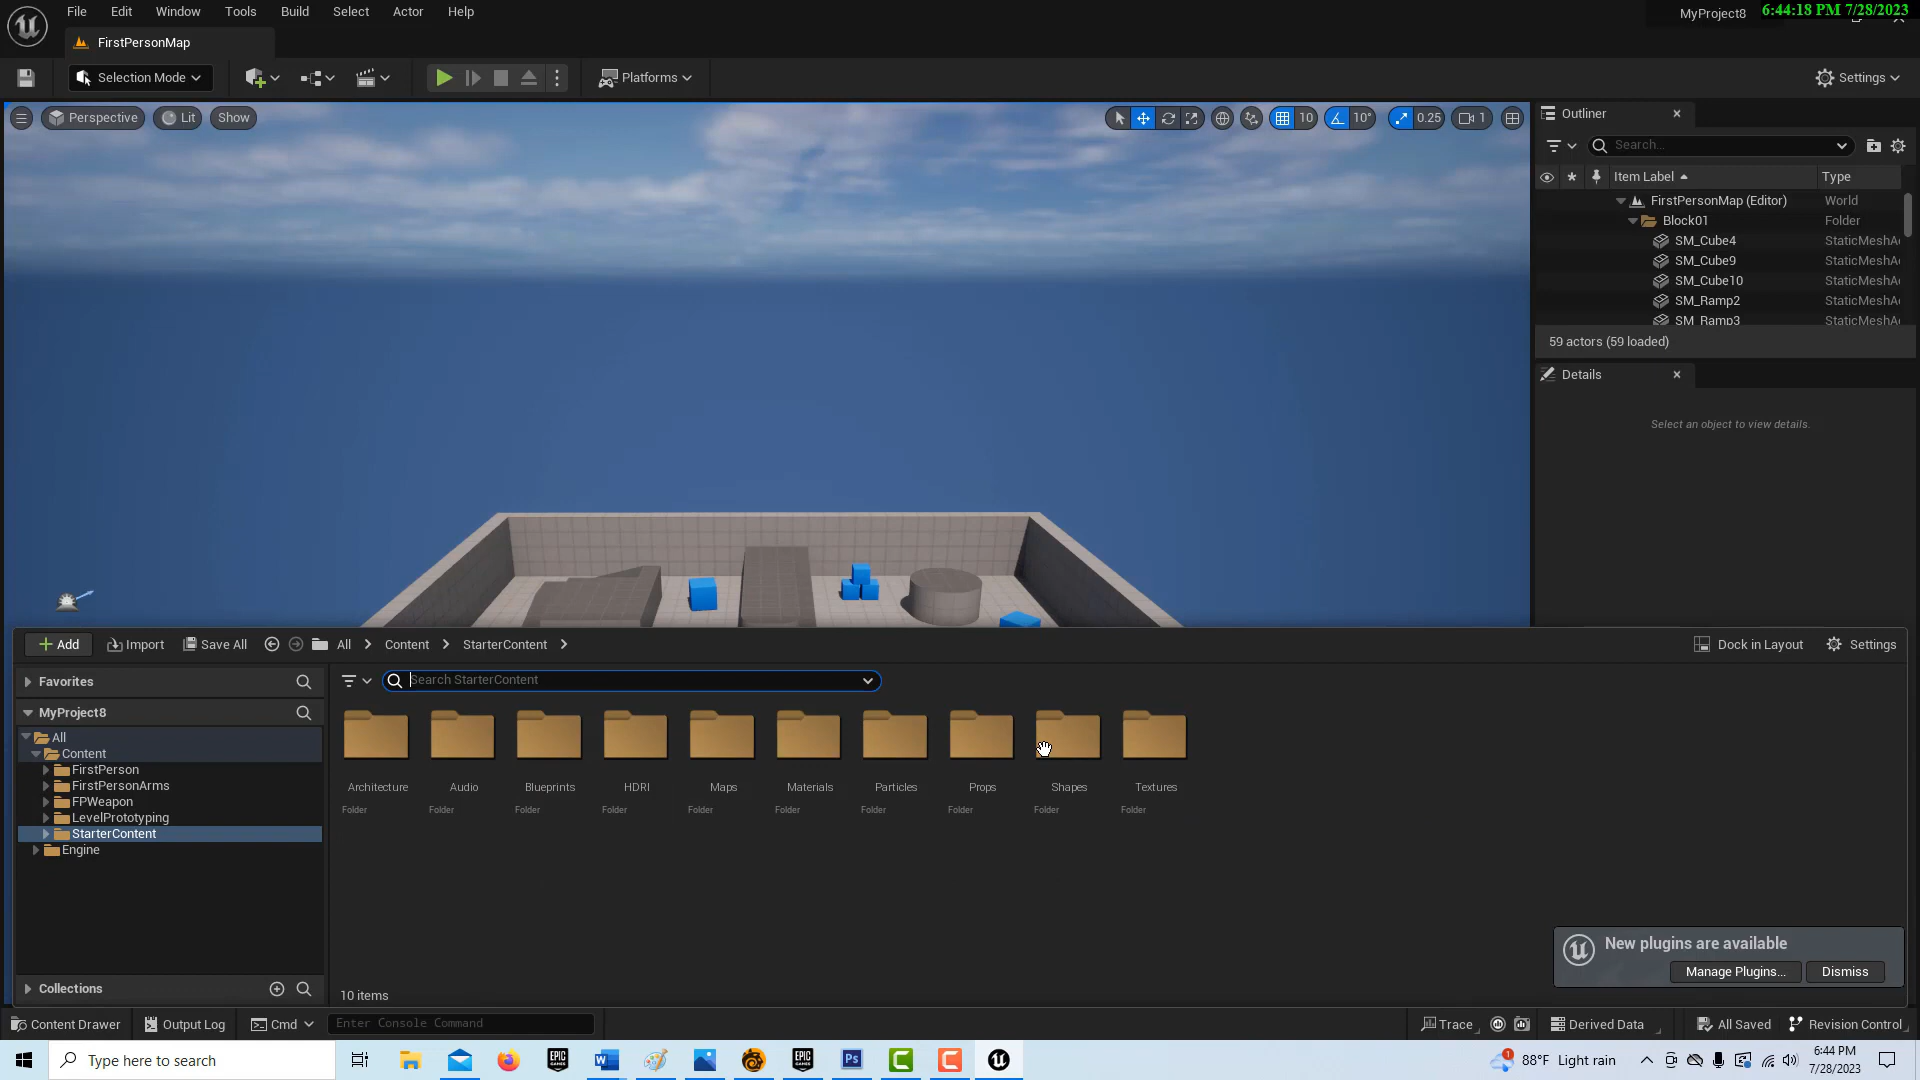 File Edit Window Tools Build Select Actor Help
MyProject8
6:44:18 PM 7/28/2023
FirstPersonMap
Selection Mode
Platforms
Settings
Perspective Lit Show
10 10° 0.25 1
Outliner
Search...
Item Label Type
FirstPersonMap (Editor) World
Block01 Folder
SM_Cube4 StaticMeshA
SM_Cube9 StaticMeshA
SM_Cube10 StaticMeshA
SM_Ramp2 StaticMeshA
SM_Ramp3 StaticMeshA
59 actors (59 loaded)
Details
Select an object to view details.
Add Import Save All All Content StarterContent Dock in Layout Settings
Favorites
Search StarterContent
MyProject8
All
Content
FirstPerson
FirstPersonArms
FPWeapon
LevelPrototyping
StarterContent
Engine
Architecture Audio Blueprints HDRI Maps Materials Particles Props Shapes Textures
Folder Folder Folder Folder Folder Folder Folder Folder Folder Folder
New plugins are available
Manage Plugins... Dismiss
Collections
10 items
Content Drawer Output Log Cmd Enter Console Command Trace Derived Data All Saved Revision Control
Type here to search
EPIC GAMES
W
EPIC GAMES
Ps
1
88°F Light rain
6:44 PM
7/28/2023